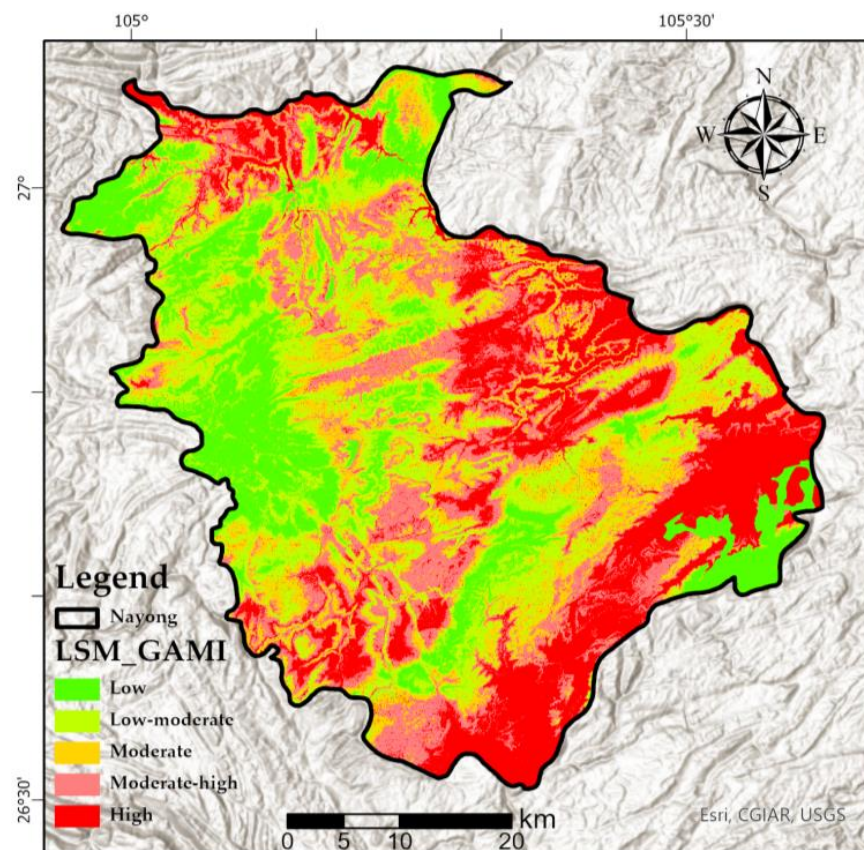 105° 105°30'
N
W E
S
27°
Legend
Nayong
LSM_GAMI
Low
Low-moderate
Moderate
Moderate-high
High
26°30'
km
0 5 10 20
Esri, CGIAR, USGS